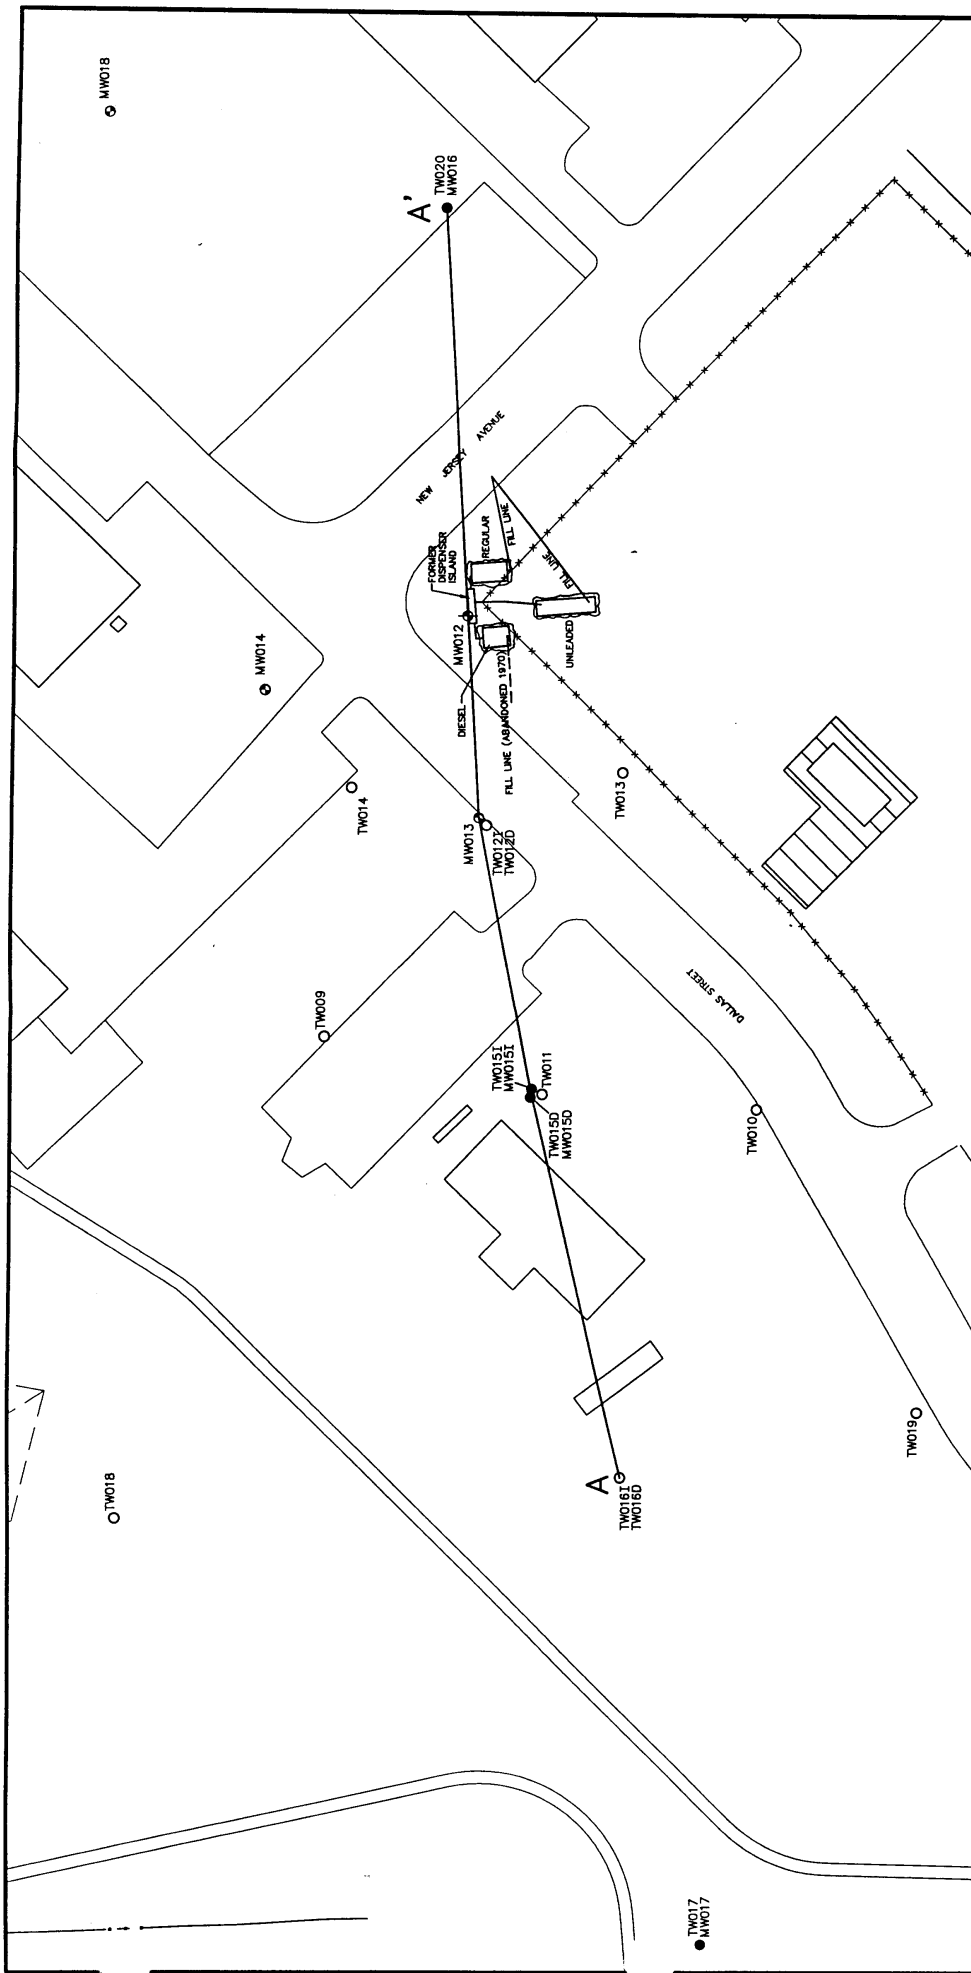 MW018
A'
TW020
MW016
NEW JERSEY AVENUE
FORMER
DISPENSER
ISLAND
REGULAR
FILL LINE
FILL LINE
UNLEADED
MW012
DIESEL
FILL LINE (ABANDONED 1970)
MW014
TW014
MW013
TW012I
TW012D
TW013
DALLAS STREET
TW009
TW015I
MW015I
TW011
TW015D
MW015D
TW010
A
TW016I
TW016D
TW019
TW018
TW017
MW017